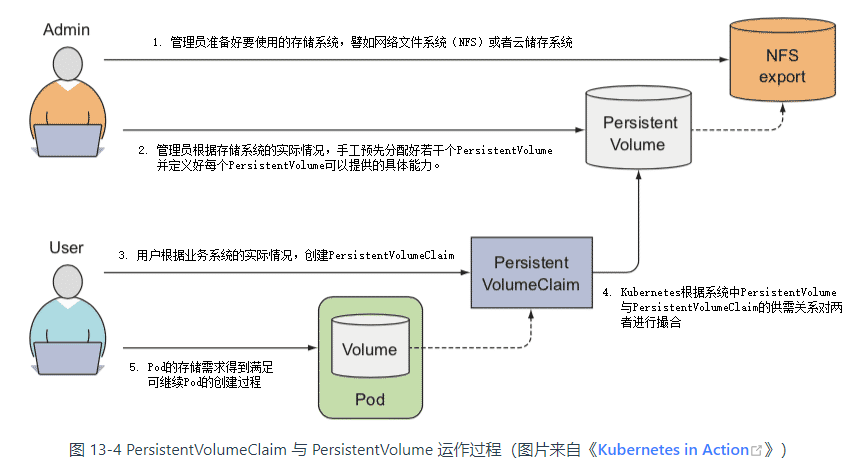 Admin
1. 管理员准备好要使用的存储系统，譬如网络文件系统（NFS）或者云储存系统
NFS
export
Persistent
Volume
2. 管理员根据存储系统的实际情况，手工预先分配好若干个PersistentVolume
并定义好每个PersistentVolume可以提供的具体能力。
User
3. 用户根据业务系统的实际情况，创建PersistentVolumeClaim
Persistent
VolumeClaim
4. Kubernetes根据系统中PersistentVolume
与PersistentVolumeClaim的供需关系对两
者进行撮合
Volume
Pod
5. Pod的存储需求得到满足
可继续Pod的创建过程
图 13-4 PersistentVolumeClaim 与 PersistentVolume 运作过程（图片来自《Kubernetes in Action》）